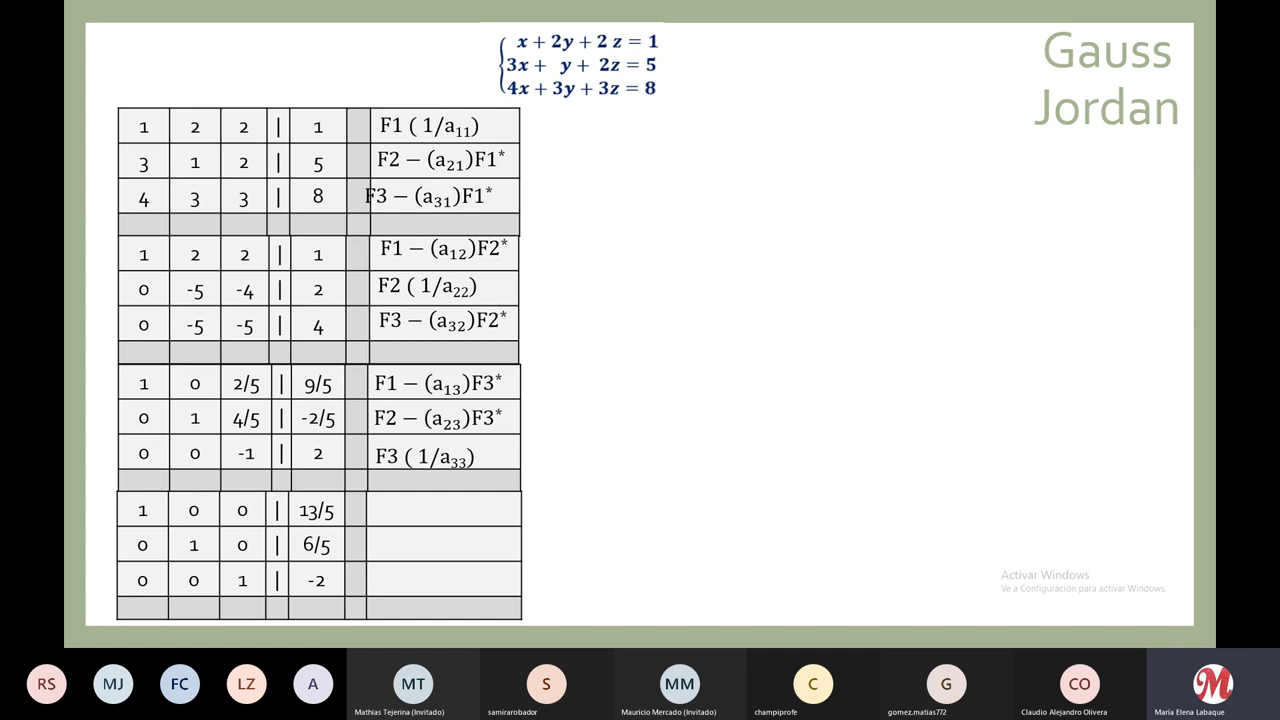 Gauss
Jordan
x + 2y + 2 z = 1
3x + y + 2z = 5
4x + 3y + 3z = 8
1 2 2 | 1 F1 ( 1/a₁₁)
3 1 2 | 5 F2 − (a₂₁)F1*
4 3 3 | 8 F3 − (a₃₁)F1*
1 2 2 | 1 F1 − (a₁₂)F2*
0 -5 -4 | 2 F2 ( 1/a₂₂)
0 -5 -5 | 4 F3 − (a₃₂)F2*
1 0 2/5 | 9/5 F1 − (a₁₃)F3*
0 1 4/5 | -2/5 F2 − (a₂₃)F3*
0 0 -1 | 2 F3 ( 1/a₃₃)
1 0 0 | 13/5
0 1 0 | 6/5
0 0 1 | -2
Activar Windows
Ve a Configuración para activar Windows.
RS MJ FC LZ A MT S MM C G CO M
Mathias Tejerina (Invitado) samirarobador Mauricio Mercado (Invitado) champiprofe gomez.matias772 Claudio Alejandro Olivera María Elena Labaque